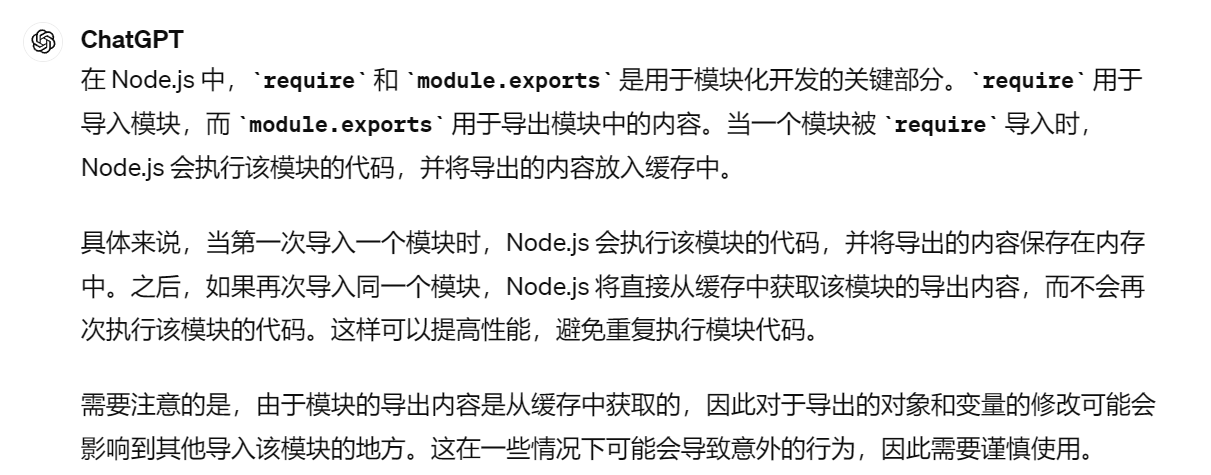 ChatGPT
在 Node.js 中，`require` 和 `module.exports` 是用于模块化开发的关键部分。`require` 用于
导入模块，而 `module.exports` 用于导出模块中的内容。当一个模块被 `require` 导入时，
Node.js 会执行该模块的代码，并将导出的内容放入缓存中。
具体来说，当第一次导入一个模块时，Node.js 会执行该模块的代码，并将导出的内容保存在内存
中。之后，如果再次导入同一个模块，Node.js 将直接从缓存中获取该模块的导出内容，而不会再
次执行该模块的代码。这样可以提高性能，避免重复执行模块代码。
需要注意的是，由于模块的导出内容是从缓存中获取的，因此对于导出的对象和变量的修改可能会
影响到其他导入该模块的地方。这在一些情况下可能会导致意外的行为，因此需要谨慎使用。